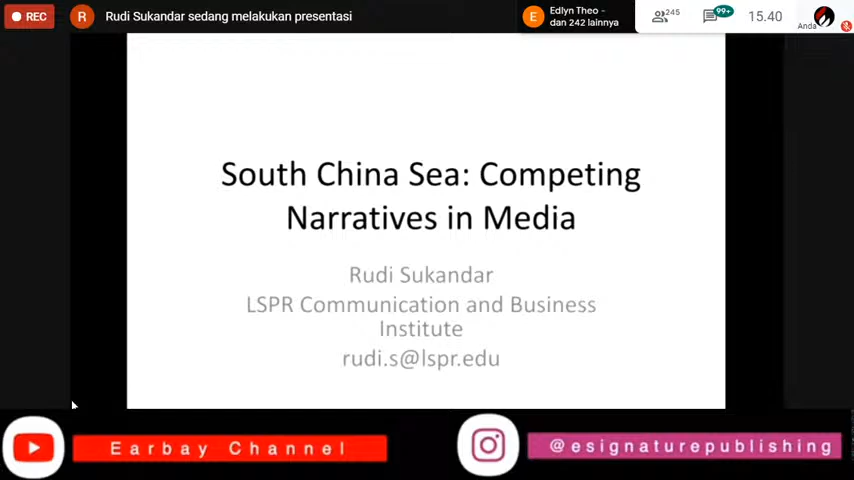 REC
R
Rudi Sukandar sedang melakukan presentasi
E
Edlyn Theo -
dan 242 lainnya
245
99+
15.40
Anda
South China Sea: Competing
Narratives in Media
Rudi Sukandar
LSPR Communication and Business
Institute
rudi.s@lspr.edu
Earbay Channel
@esignaturepublishing